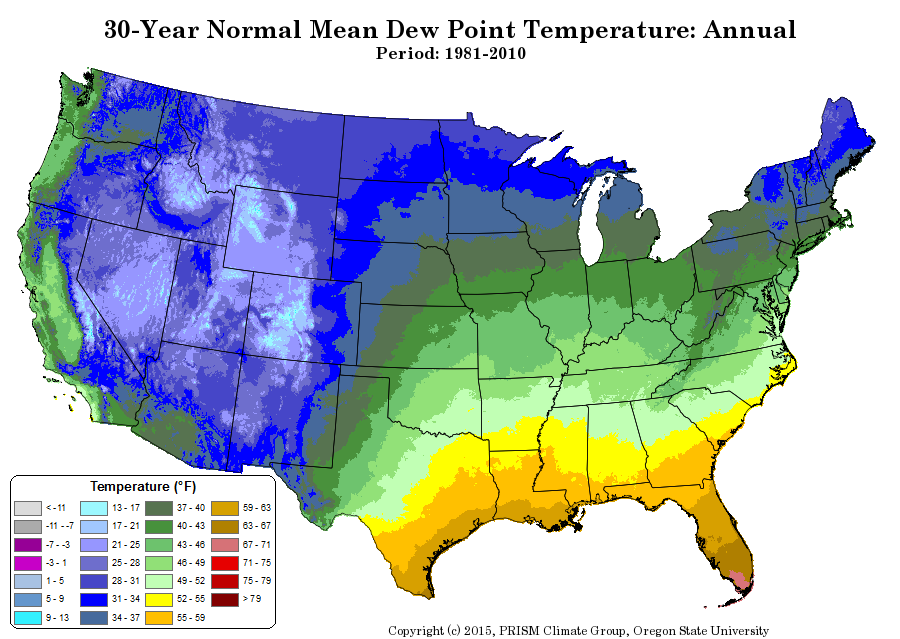 30-Year Normal Mean Dew Point Temperature: Annual
Period: 1981-2010
Temperature (°F)
< -11
-11 - -7
-7 - -3
-3 - 1
1 - 5
5 - 9
9 - 13
13 - 17
17 - 21
21 - 25
25 - 28
28 - 31
31 - 34
34 - 37
37 - 40
40 - 43
43 - 46
46 - 49
49 - 52
52 - 55
55 - 59
59 - 63
63 - 67
67 - 71
71 - 75
75 - 79
> 79
Copyright (c) 2015, PRISM Climate Group, Oregon State University